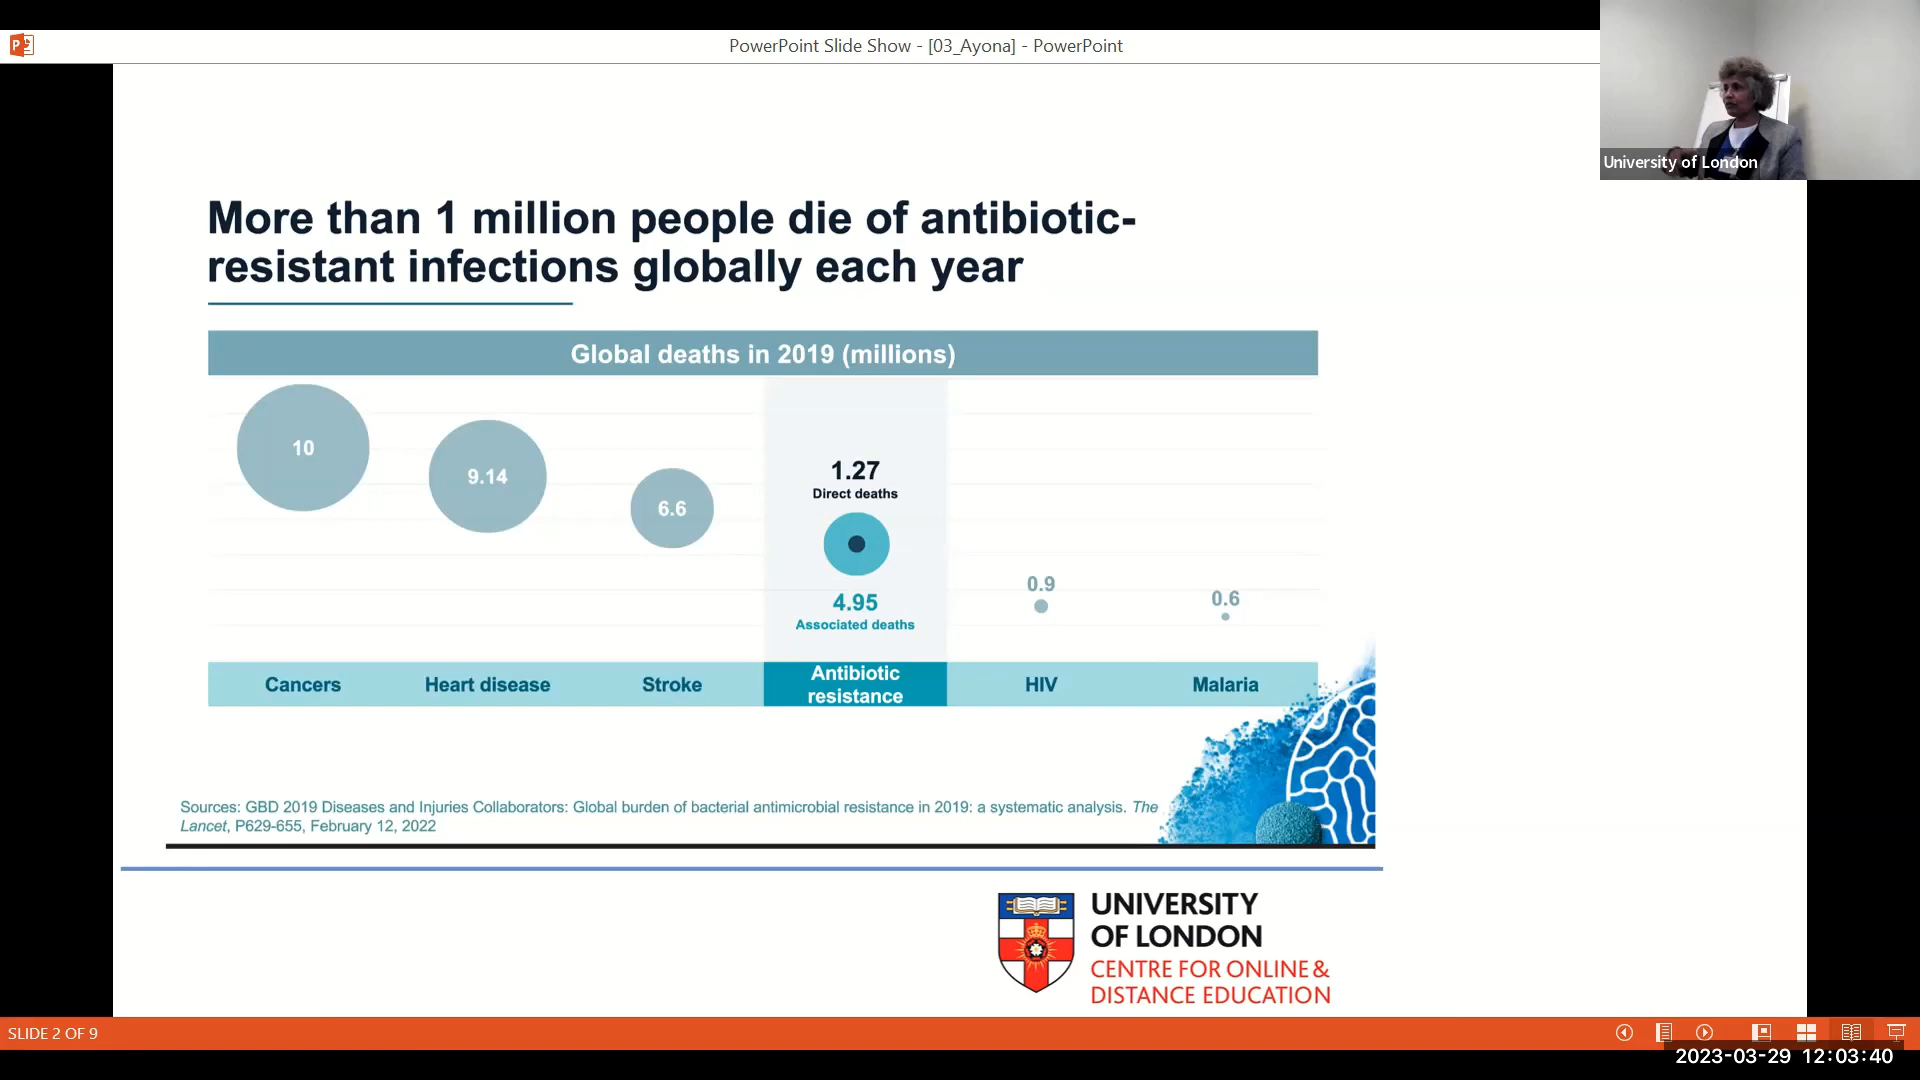 PowerPoint Slide Show - [03_Ayona] - PowerPoint
University of London
More than 1 million people die of antibiotic-
resistant infections globally each year
Global deaths in 2019 (millions)
10
9.14
6.6
1.27
Direct deaths
4.95
Associated deaths
0.9
0.6
Cancers
Heart disease
Stroke
Antibiotic
resistance
HIV
Malaria
Sources: GBD 2019 Diseases and Injuries Collaborators: Global burden of bacterial antimicrobial resistance in 2019: a systematic analysis. The
Lancet, P629-655, February 12, 2022
UNIVERSITY
OF LONDON
CENTRE FOR ONLINE &
DISTANCE EDUCATION
SLIDE 2 OF 9
2023-03-29 12:03:40